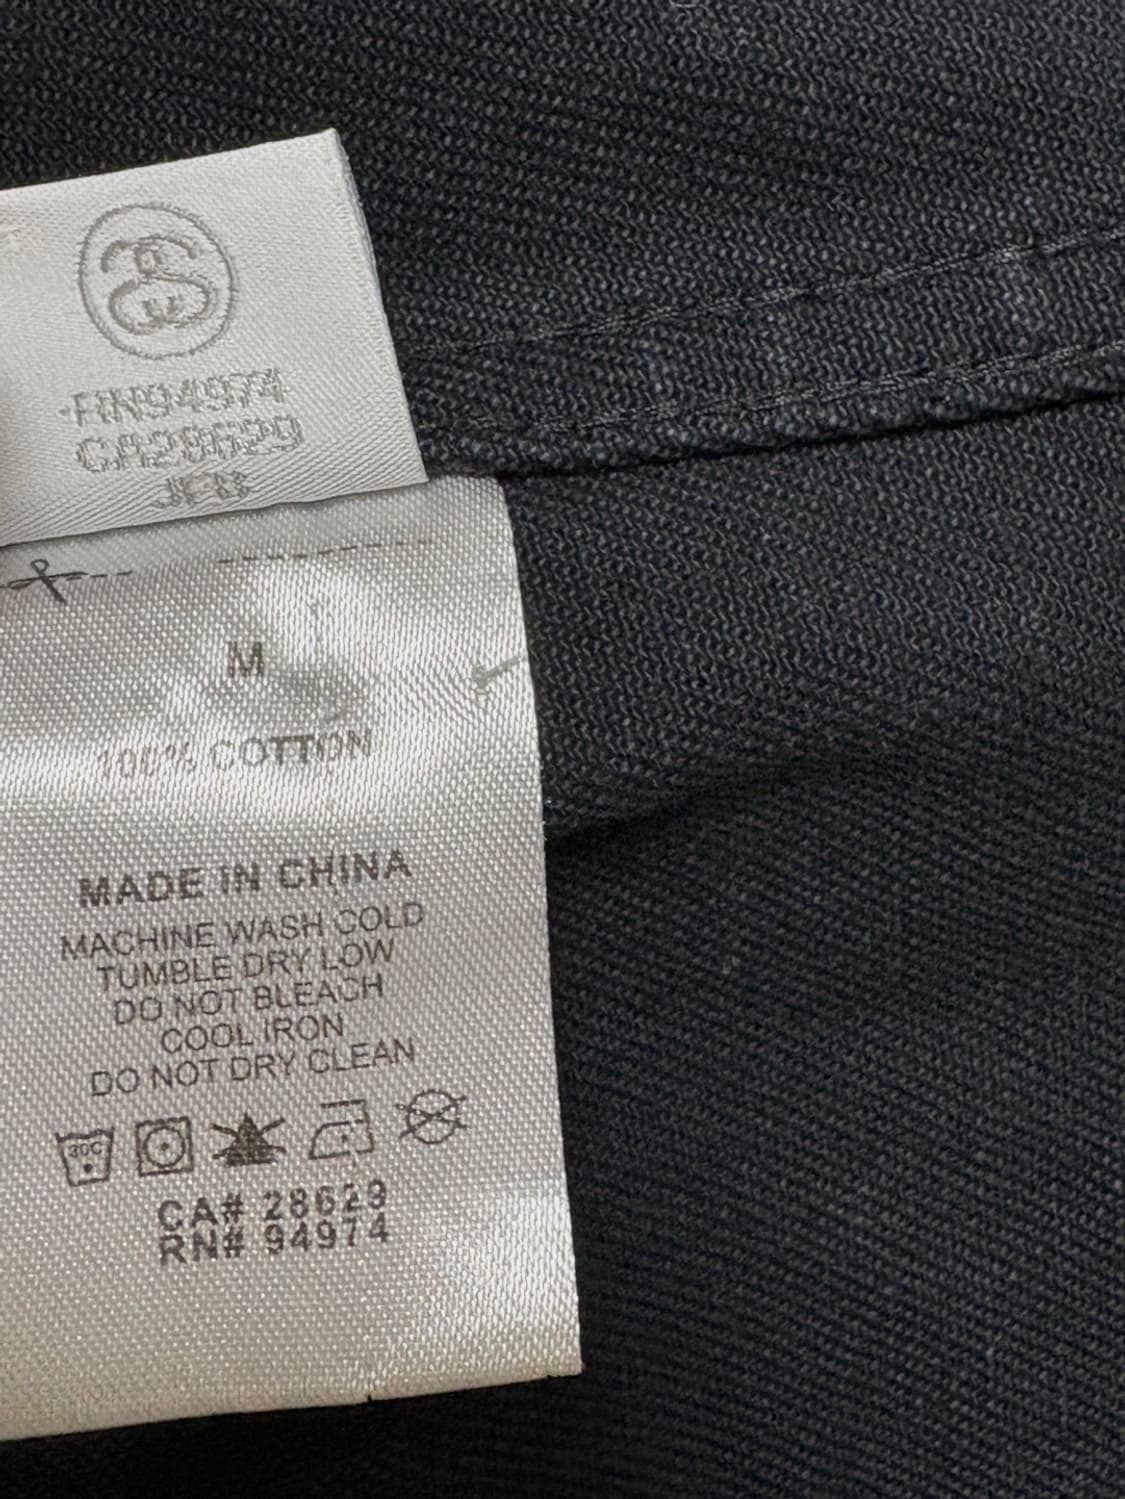 RN94974
CA28629
M
100% COTTON
MADE IN CHINA
MACHINE WASH COLD
TUMBLE DRY LOW
DO NOT BLEACH
COOL IRON
DO NOT DRY CLEAN
30C
CA# 28629
RN# 94974